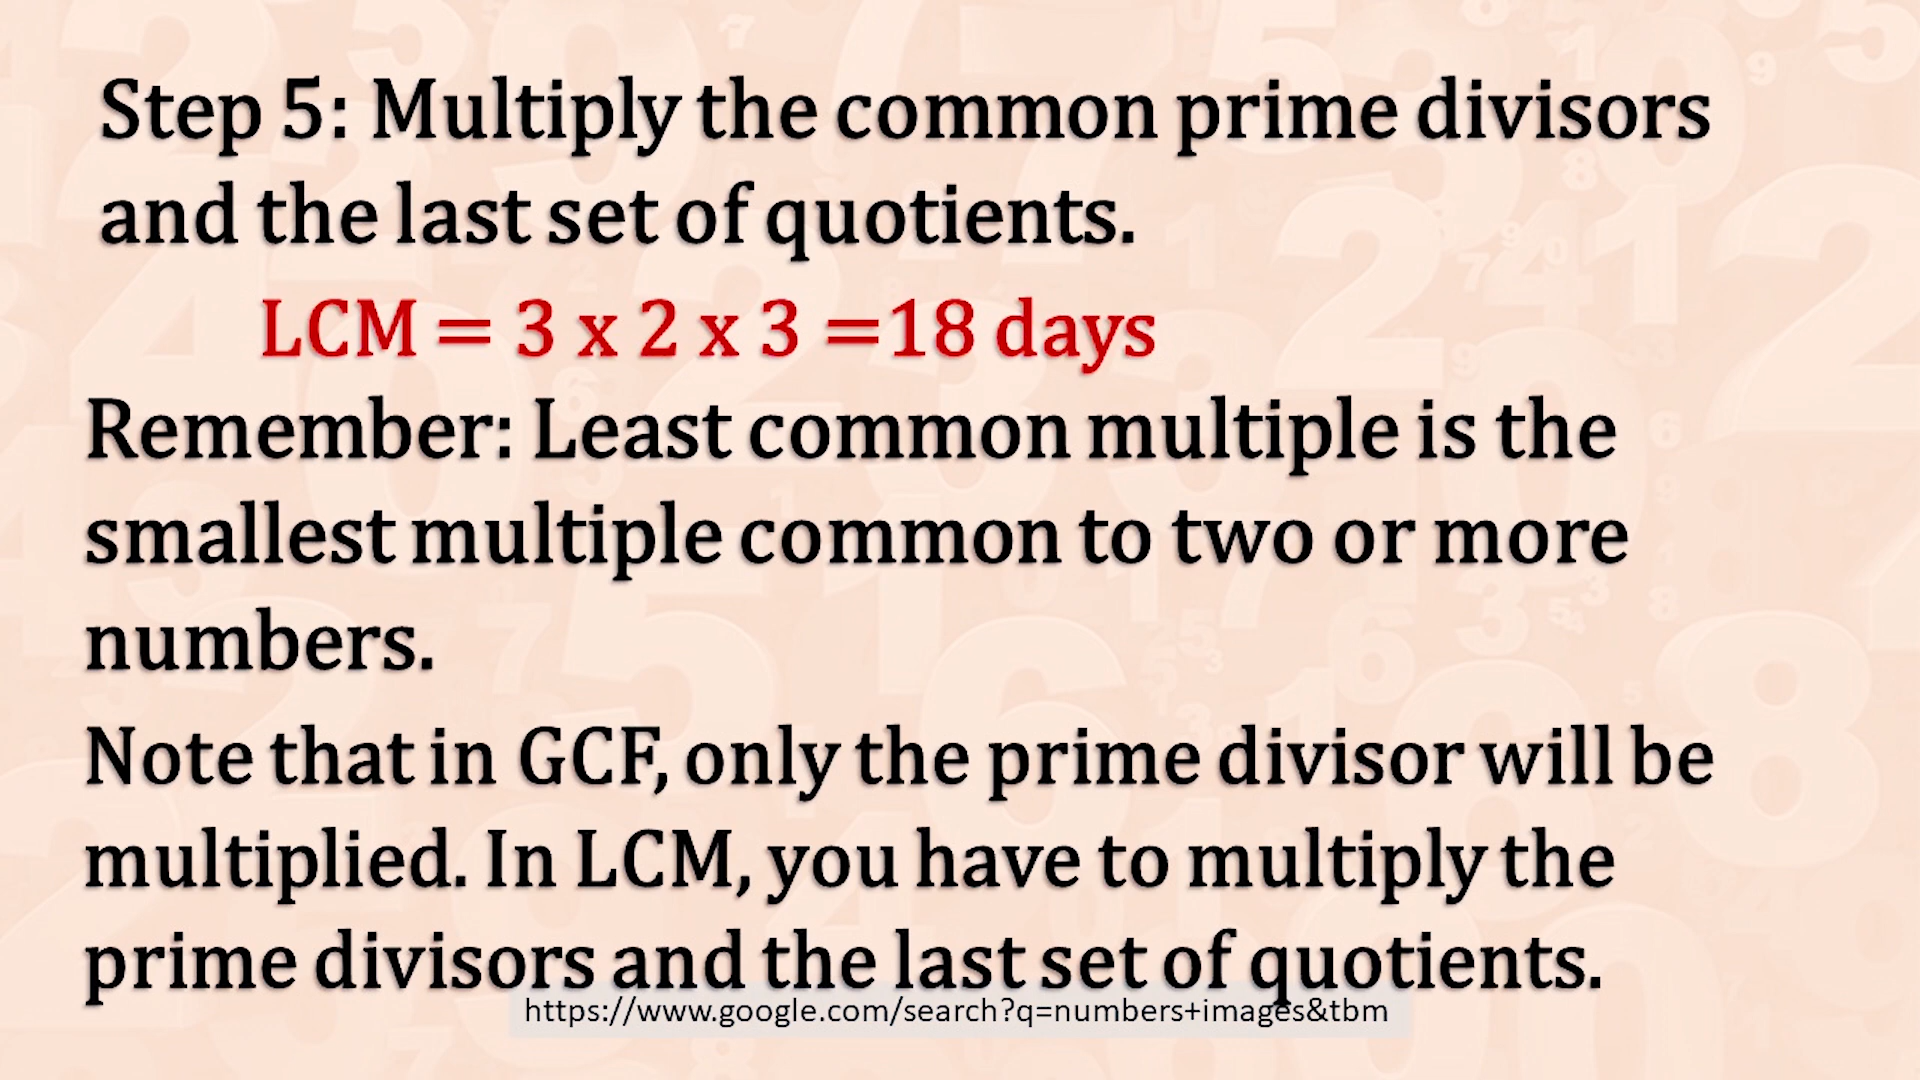 Step 5: Multiply the common prime divisors
and the last set of quotients.
LCM = 3 x 2 x 3 =18 days
Remember: Least common multiple is the
smallest multiple common to two or more
numbers.
Note that in GCF, only the prime divisor will be
multiplied. In LCM, you have to multiply the
prime divisors and the last set of quotients.
https://www.google.com/search?q=numbers+images&tbm